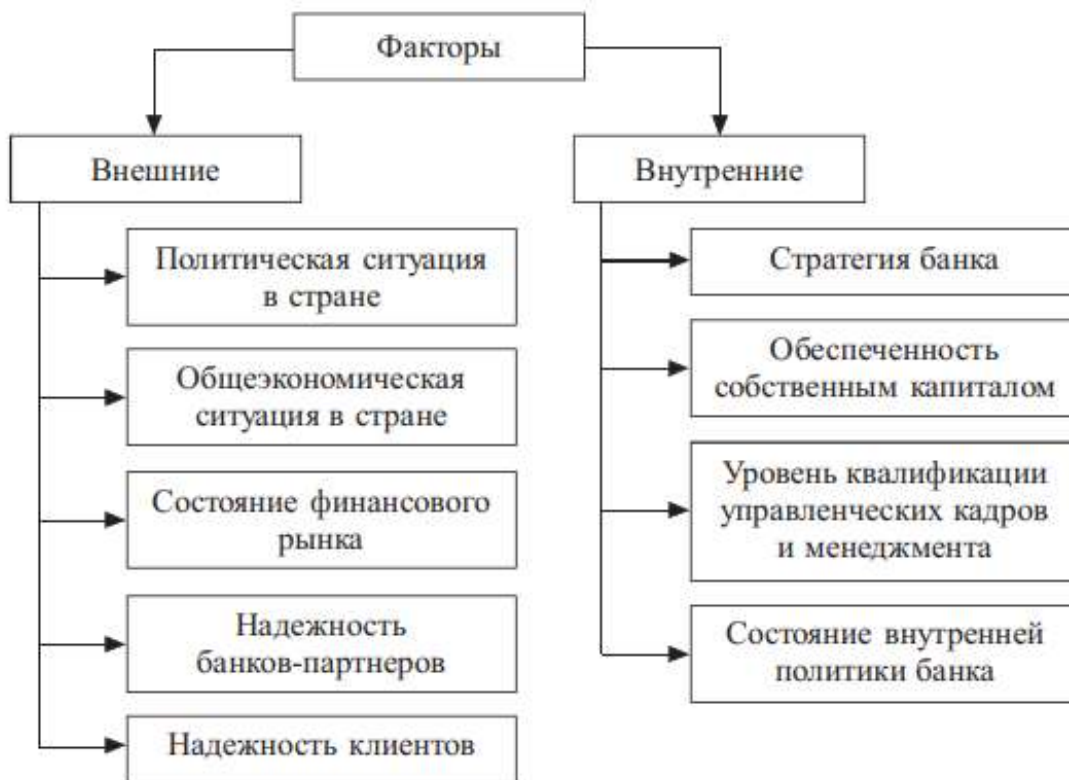 Факторы
Внешние
Политическая ситуация
в стране
Общеэкономическая
ситуация в стране
Состояние финансового
рынка
Надежность
банков-партнеров
Надежность клиентов
Внутренние
Стратегия банка
Обеспеченность
собственным капиталом
Уровень квалификации
управленческих кадров
и менеджмента
Состояние внутренней
политики банка